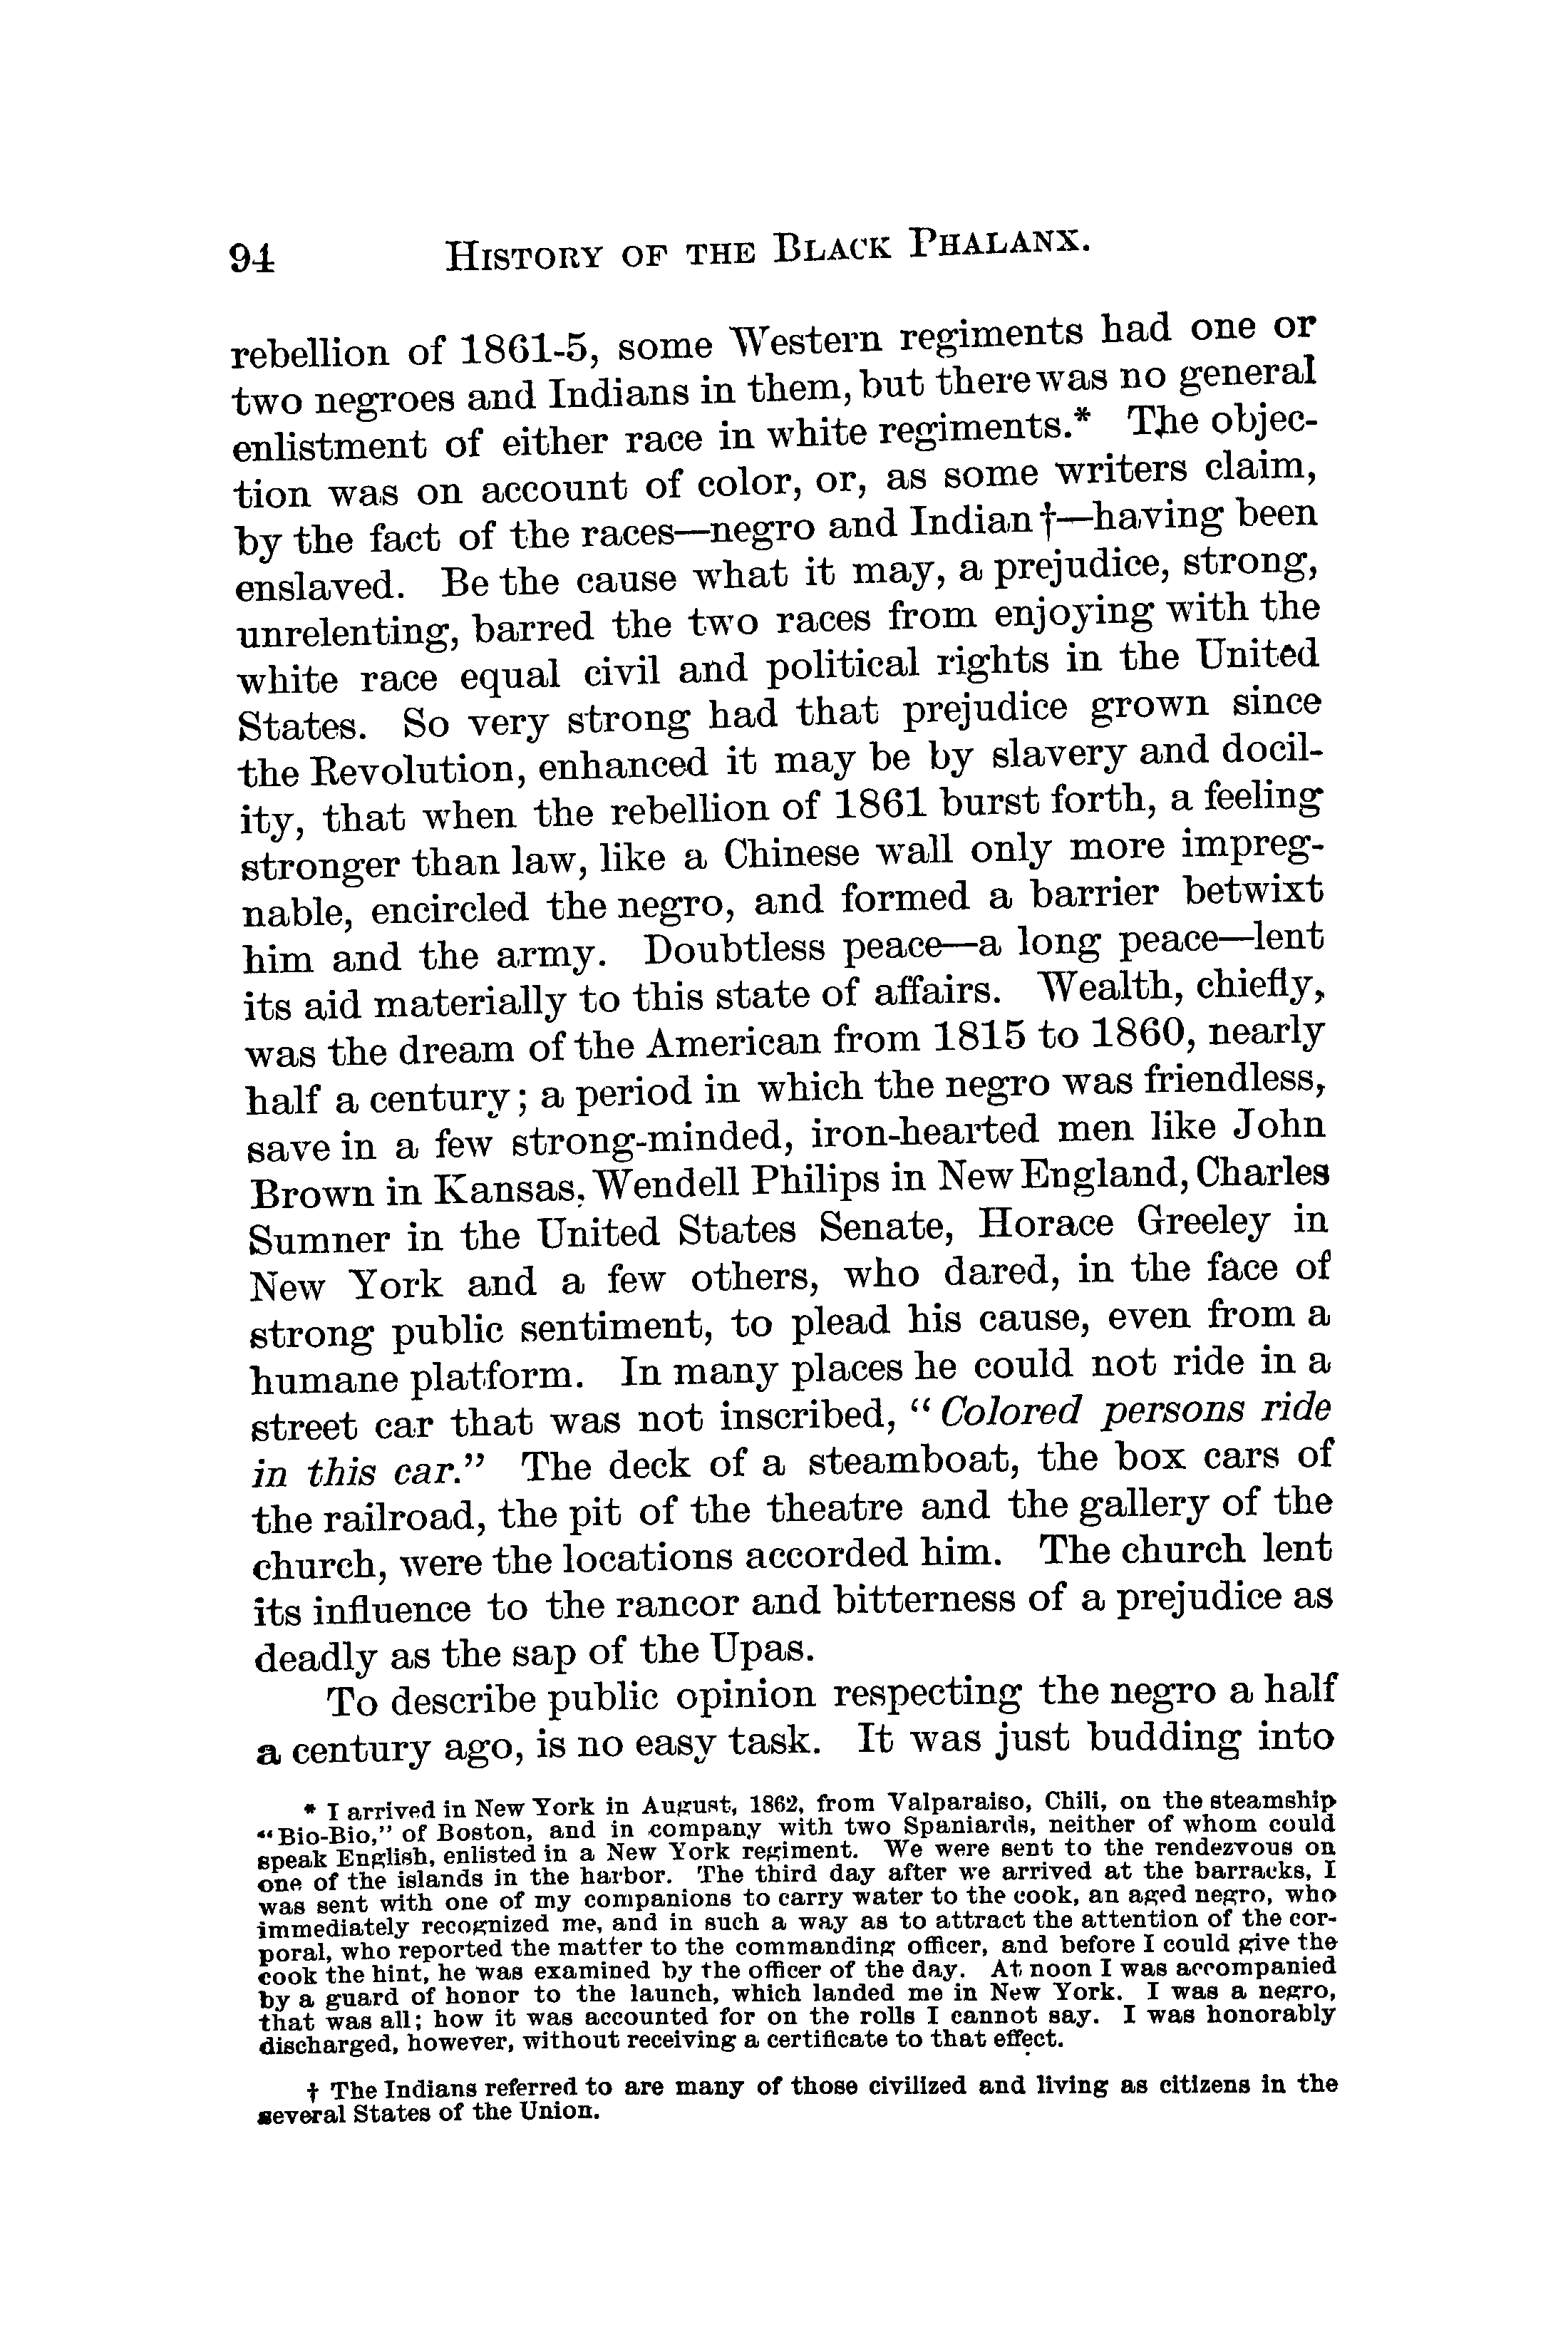 94 HISTORY OF THE BLACK PHALANX.
rebellion of 1861-5, some Western regiments had one or
two negroes and Indians in them, but there was no general
enlistment of either race in white regiments.* The objec-
tion was on account of color, or, as some writers claim,
by the fact of the races—negro and Indian †—having been
enslaved. Be the cause what it may, a prejudice, strong,
unrelenting, barred the two races from enjoying with the
white race equal civil and political rights in the United
States. So very strong had that prejudice grown since
the Revolution, enhanced it may be by slavery and docil-
ity, that when the rebellion of 1861 burst forth, a feeling
stronger than law, like a Chinese wall only more impreg-
nable, encircled the negro, and formed a barrier betwixt
him and the army. Doubtless peace—a long peace—lent
its aid materially to this state of affairs. Wealth, chiefly,
was the dream of the American from 1815 to 1860, nearly
half a century; a period in which the negro was friendless,
save in a few strong-minded, iron-hearted men like John
Brown in Kansas, Wendell Philips in New England, Charles
Sumner in the United States Senate, Horace Greeley in
New York and a few others, who dared, in the face of
strong public sentiment, to plead his cause, even from a
humane platform. In many places he could not ride in a
street car that was not inscribed, "Colored persons ride
in this car." The deck of a steamboat, the box cars of
the railroad, the pit of the theatre and the gallery of the
church, were the locations accorded him. The church lent
its influence to the rancor and bitterness of a prejudice as
deadly as the sap of the Upas.
To describe public opinion respecting the negro a half
a century ago, is no easy task. It was just budding into
* I arrived in New York in August, 1862, from Valparaiso, Chili, on the steamship
"Bio-Bio," of Boston, and in company with two Spaniards, neither of whom could
speak English, enlisted in a New York regiment. We were sent to the rendezvous on
one of the islands in the harbor. The third day after we arrived at the barracks, I
was sent with one of my companions to carry water to the cook, an aged negro, who
immediately recognized me, and in such a way as to attract the attention of the cor-
poral, who reported the matter to the commanding officer, and before I could give the
cook the hint, he was examined by the officer of the day. At noon I was accompanied
by a guard of honor to the launch, which landed me in New York. I was a negro,
that was all; how it was accounted for on the rolls I cannot say. I was honorably
discharged, however, without receiving a certificate to that effect.
† The Indians referred to are many of those civilized and living as citizens in the
several States of the Union.